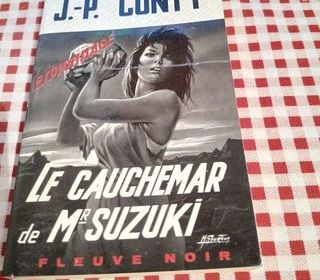 J.-P. CONTY
ESPIONNAGE
LE CAUCHEMAR
de MR SUZUKI
FLEUVE NOIR